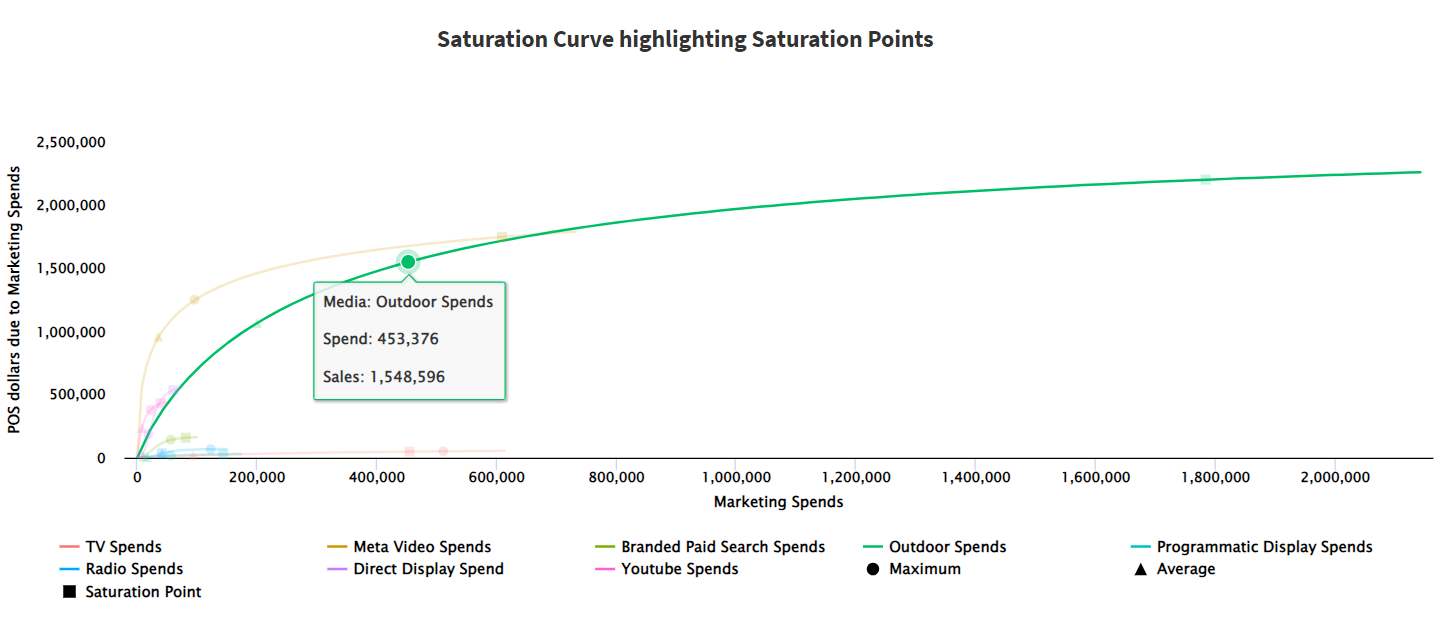 Saturation Curve highlighting Saturation Points
POS dollars due to Marketing Spends
2,500,000
2,000,000
1,500,000
1,000,000
500,000
0
Media: Outdoor Spends
Spend: 453,376
Sales: 1,548,596
0 200,000 400,000 600,000 800,000 1,000,000 1,200,000 1,400,000 1,600,000 1,800,000 2,000,000
Marketing Spends
TV Spends Meta Video Spends Branded Paid Search Spends Outdoor Spends Programmatic Display Spends
Radio Spends Direct Display Spend Youtube Spends Maximum Average
Saturation Point